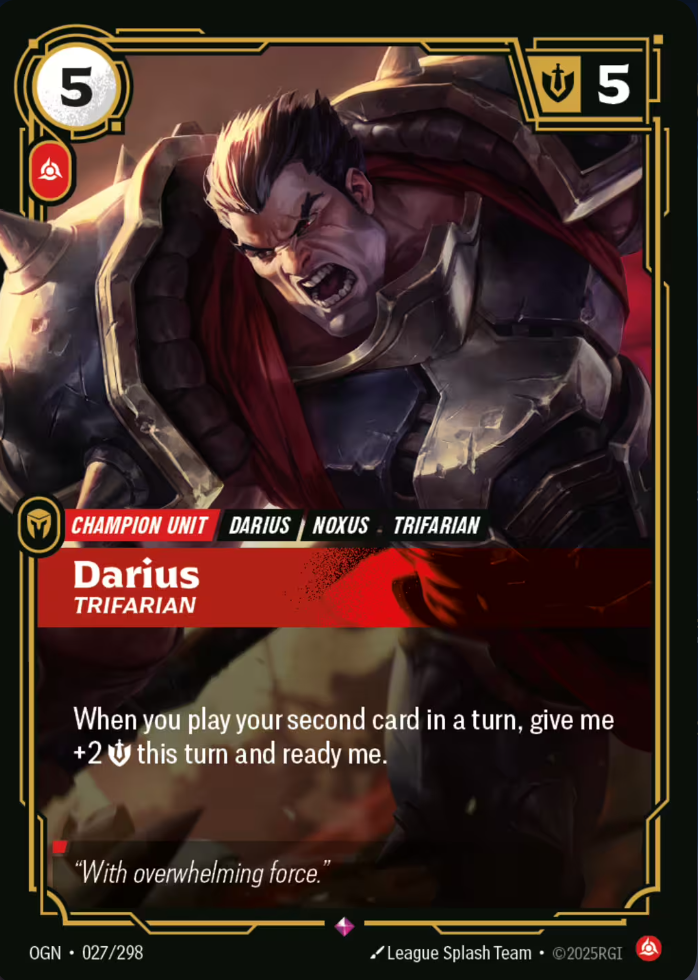 5
5
CHAMPION UNIT DARIUS NOXUS TRIFARIAN
Darius
TRIFARIAN
When you play your second card in a turn, give me
+2 this turn and ready me.
“With overwhelming force.”
OGN • 027/298 League Splash Team • ©2025RGI